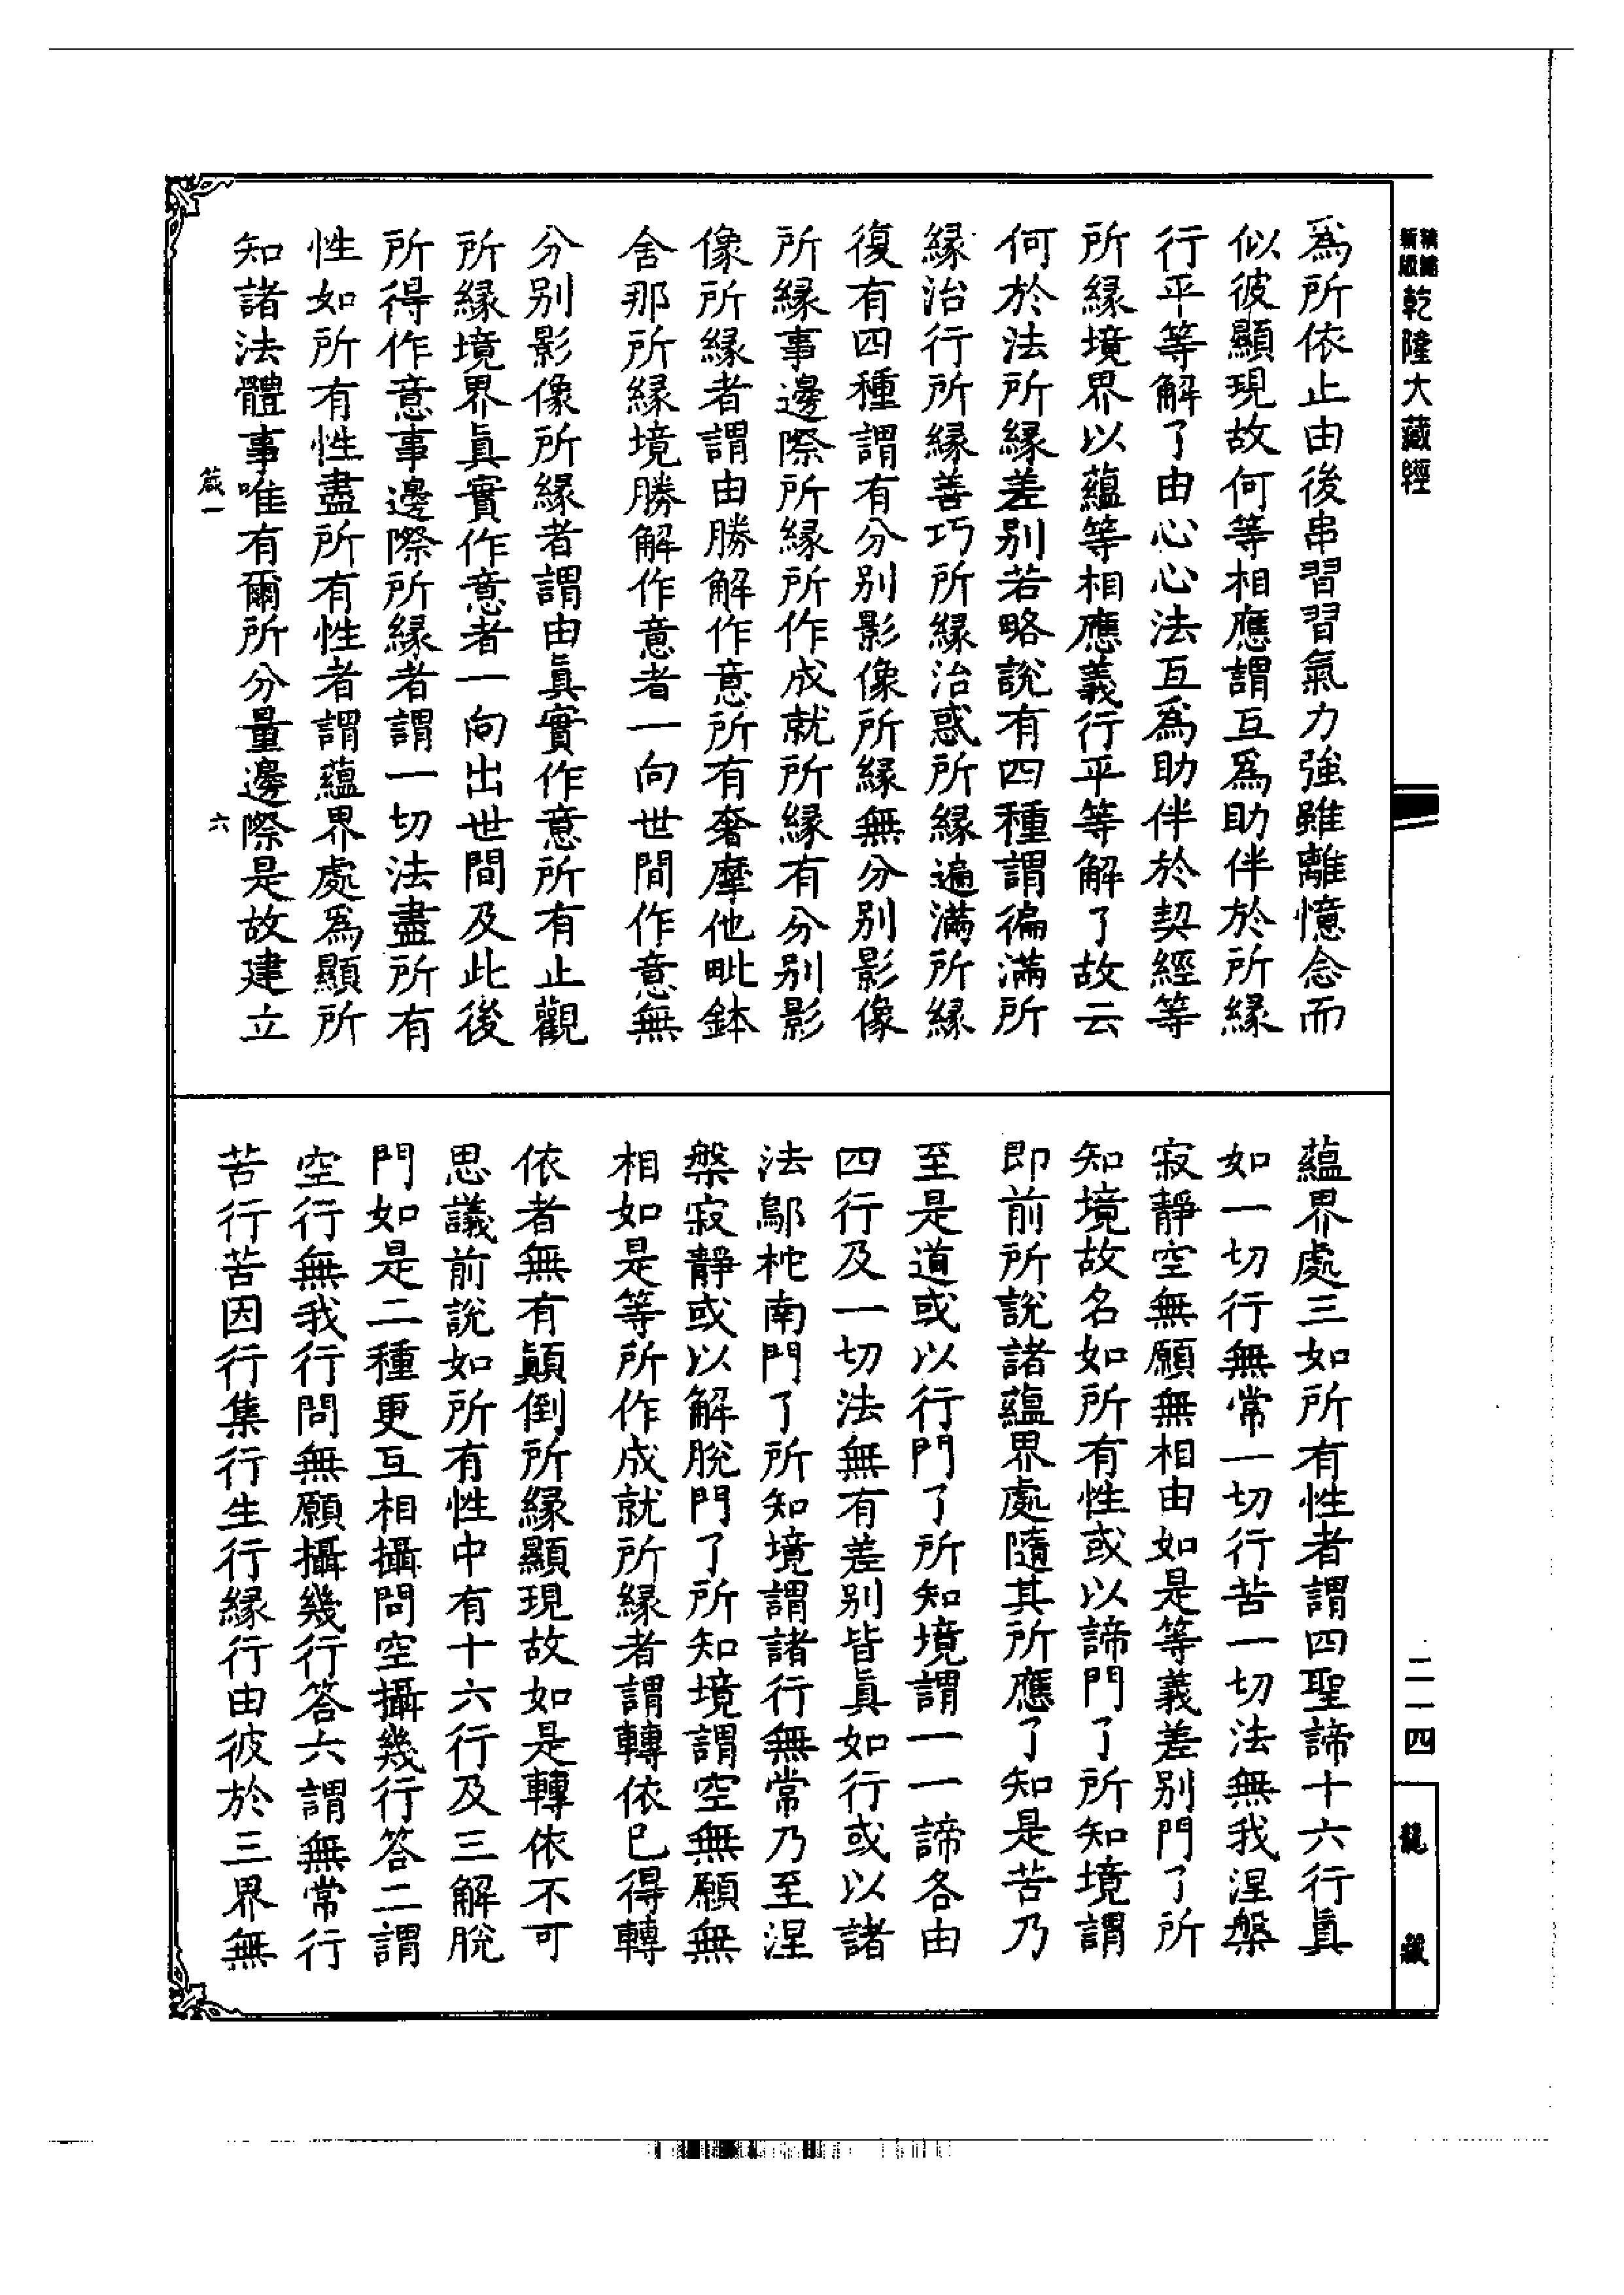 新版精縮乾隆大藏經
二一四
龍藏
為所依止由後串習習氣力強雖離憶念而
似彼顯現故何等相應謂互爲助伴於所緣
行平等解了由心心法互爲助伴於契經等
所緣境界以蘊等相應義行平等解了故云
何於法所緣差別若略說有四種謂徧滿所
緣治行所緣善巧所緣治惑所緣遍滿所緣
復有四種謂有分別影像所緣無分別影像
所緣事邊際所緣所作成就所緣有分別影
像所緣者謂由勝解作意所有奢摩他毗鉢
舍那所緣境勝解作意者一向世間作意無
分別影像所緣者謂由眞實作意所有止觀
所緣境界眞實作意者一向出世間及此後
所得作意事邊際所緣者謂一切法盡所有
性如所有性盡所有性者謂蘊界處爲顯所
知諸法體事唯有爾所分量邊際是故建立
箴一
六
蘊界處三如所有性者謂四聖諦十六行眞
如一切行無常一切行苦一切法無我涅槃
寂靜空無願無相由如是等義差別門了所
知境故名如所有性或以諦門了所知境謂
即前所說諸蘊界處隨其所應了知是苦乃
至是道或以行門了所知境謂一一諦各由
四行及一切法無有差別皆眞如行或以諸
法鄔柁南門了所知境謂諸行無常乃至涅
槃寂靜或以解脫門了所知境謂空無願無
相如是等所作成就所緣者謂轉依已得轉
依者無有顚倒所緣顯現故如是轉依不可
思議前說如所有性中有十六行及三解脫
門如是二種更互相攝問空攝幾行答二謂
空行無我行問無願攝幾行答六謂無常行
苦行苦因行集行生行緣行由彼於三界無